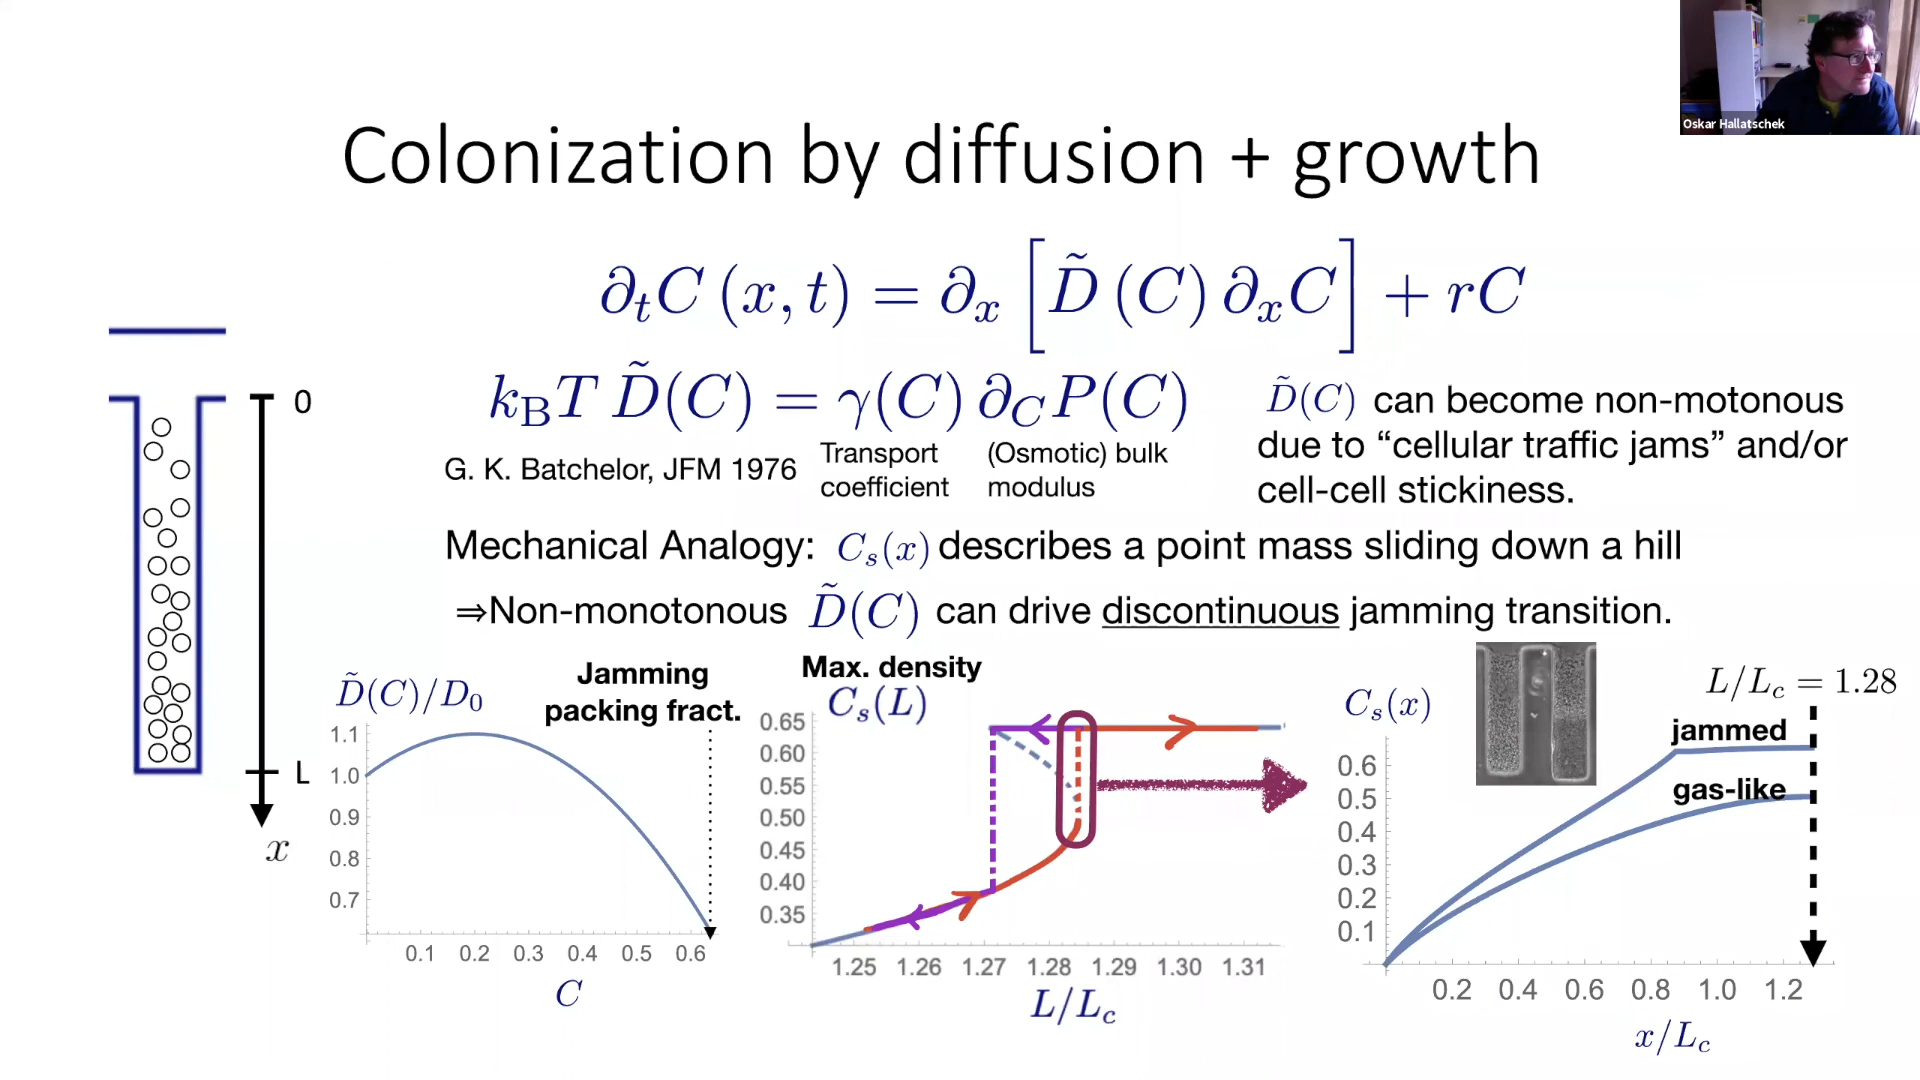 Oskar Hallatschek
Colonization by diffusion + growth
∂ₜC (x, t) = ∂ₓ [D̃ (C) ∂ₓC] + rC
k_B T D̃(C) = γ(C) ∂_C P(C)
G. K. Batchelor, JFM 1976
Transport
coefficient
(Osmotic) bulk
modulus
D̃(C) can become non-motonous
due to “cellular traffic jams” and/or
cell-cell stickiness.
Mechanical Analogy: Cₛ(x) describes a point mass sliding down a hill
⇒Non-monotonous D̃(C) can drive discontinuous jamming transition.
0
L
x
D̃(C)/D₀
Jamming
packing fract.
1.1
1.0
0.9
0.8
0.7
0.1 0.2 0.3 0.4 0.5 0.6
C
Max. density
Cₛ(L)
0.65
0.60
0.55
0.50
0.45
0.40
0.35
1.25 1.26 1.27 1.28 1.29 1.30 1.31
L/L_c
Cₛ(x)
L/L_c = 1.28
jammed
gas-like
0.6
0.5
0.4
0.3
0.2
0.1
0.2 0.4 0.6 0.8 1.0 1.2
x/L_c